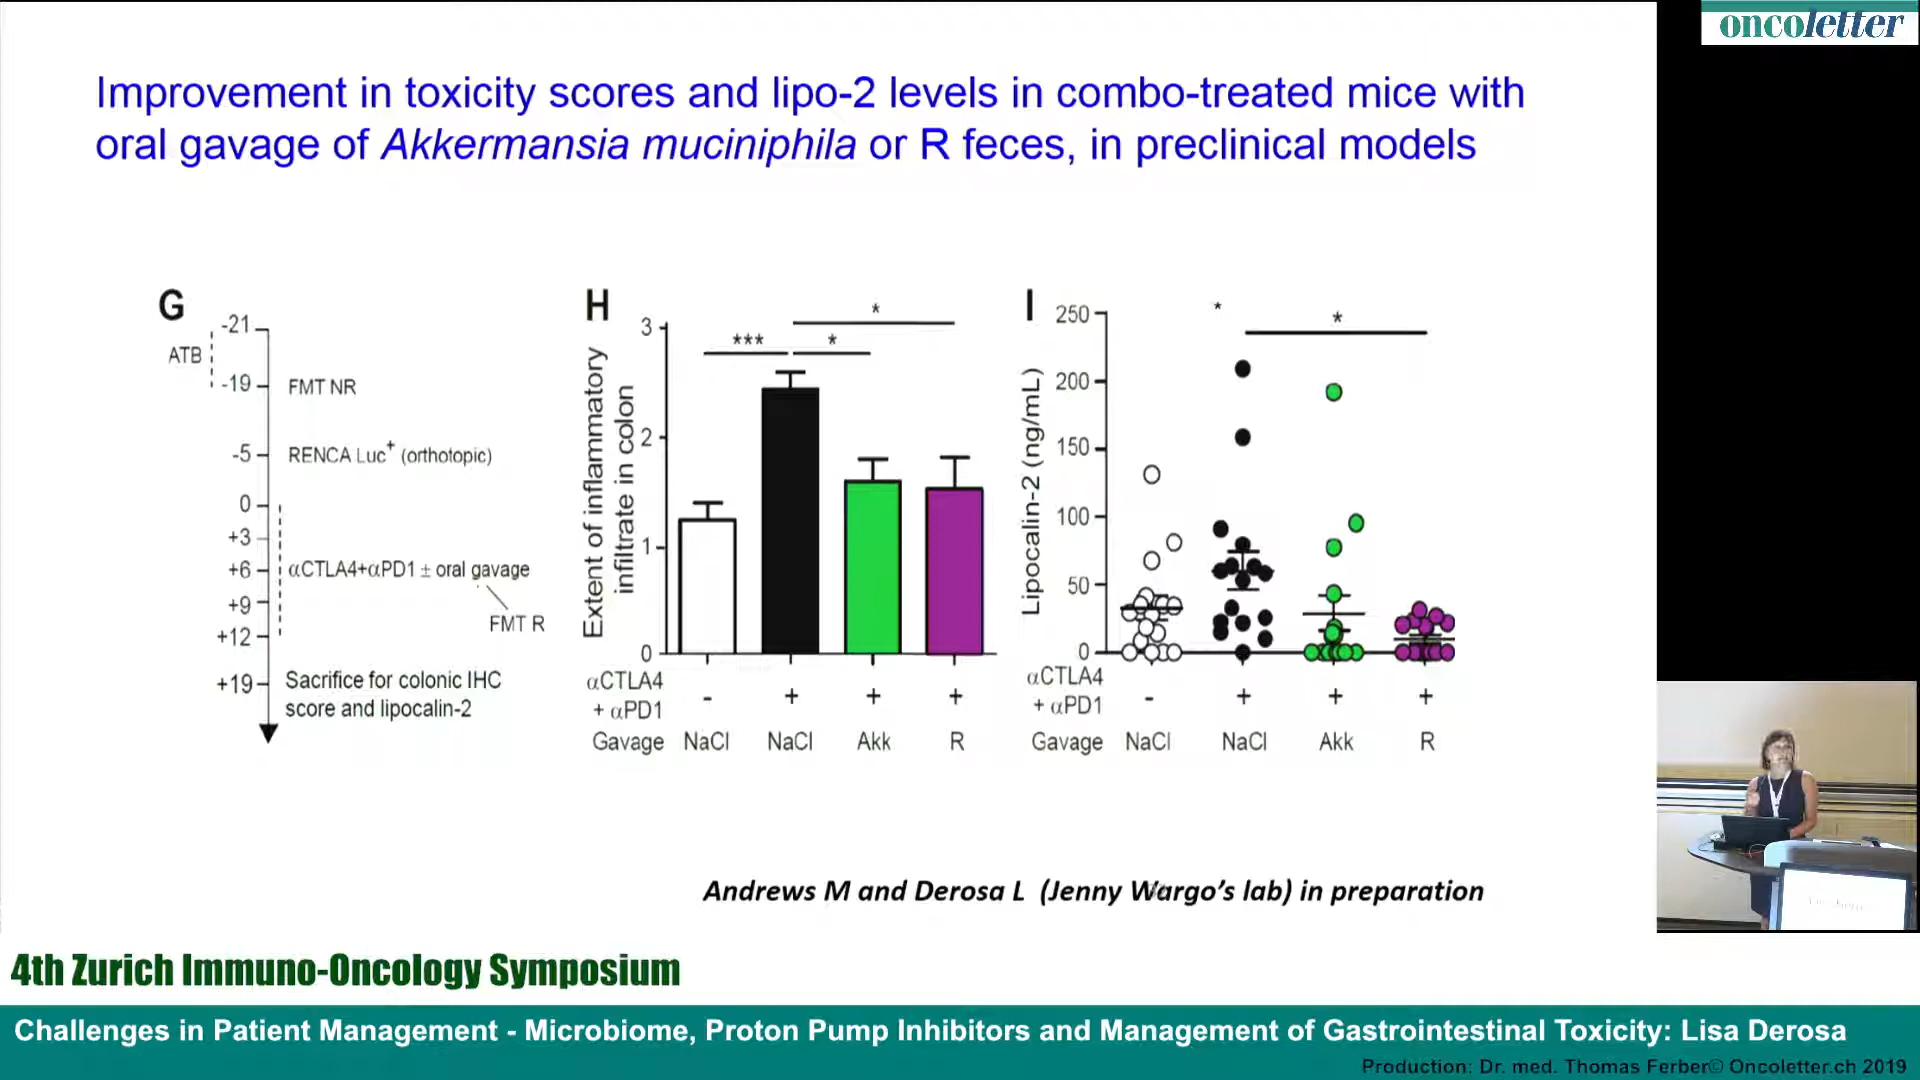 oncoletter
Improvement in toxicity scores and lipo-2 levels in combo-treated mice with
oral gavage of Akkermansia muciniphila or R feces, in preclinical models
G
-21
ATB
-19 FMT NR
-5 RENCA Luc+ (orthotopic)
0
+3
+6 αCTLA4+αPD1 ± oral gavage
+9
FMT R
+12
+19 Sacrifice for colonic IHC
score and lipocalin-2
H
Extent of inflammatory
infiltrate in colon
3
2
1
0
*
*** *
αCTLA4
+ αPD1 - + + +
Gavage NaCl NaCl Akk R
I
Lipocalin-2 (ng/mL)
250
200
150
100
50
0
* *
αCTLA4
+ αPD1 - + + +
Gavage NaCl NaCl Akk R
Andrews M and Derosa L (Jenny Wargo's lab) in preparation
4th Zurich Immuno-Oncology Symposium
Challenges in Patient Management - Microbiome, Proton Pump Inhibitors and Management of Gastrointestinal Toxicity: Lisa Derosa
Production: Dr. med. Thomas Ferber© Oncoletter.ch 2019